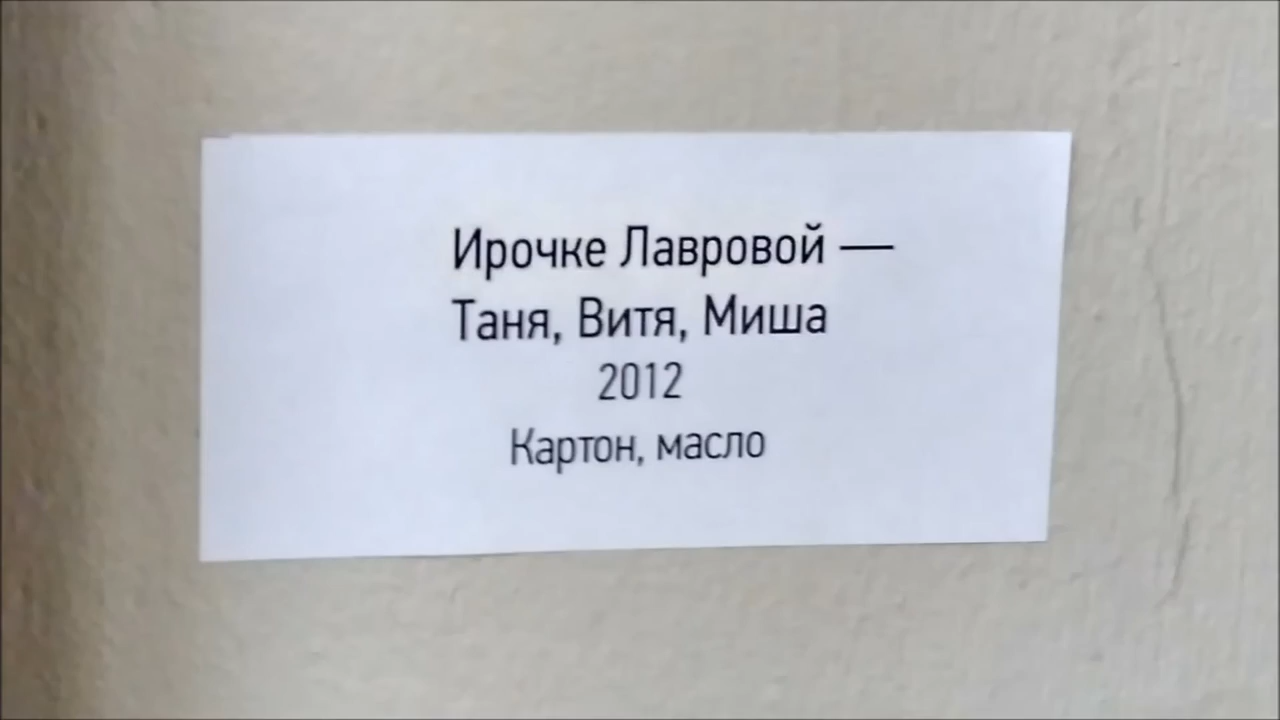 Ирочке Лавровой —
Таня, Витя, Миша
2012
Картон, масло